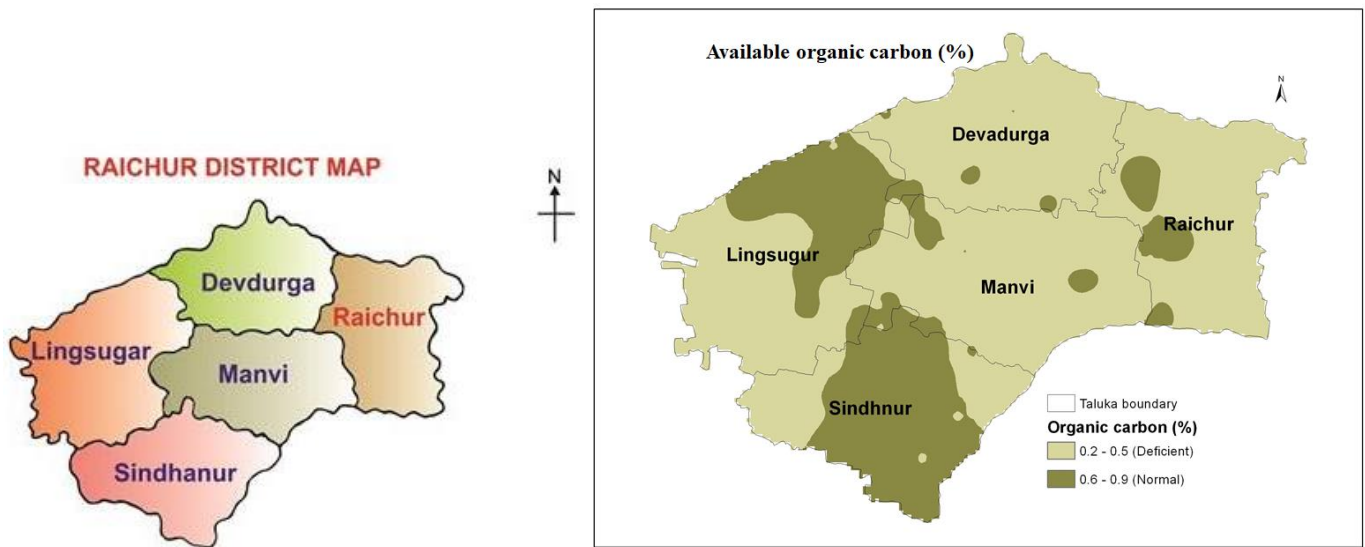 RAICHUR DISTRICT MAP
N
Devdurga
Raichur
Lingsugar
Manvi
Sindhanur
Available organic carbon (%)
N
Devadurga
Raichur
Lingsugur
Manvi
Sindhnur
Taluka boundary
Organic carbon (%)
0.2 - 0.5 (Deficient)
0.6 - 0.9 (Normal)